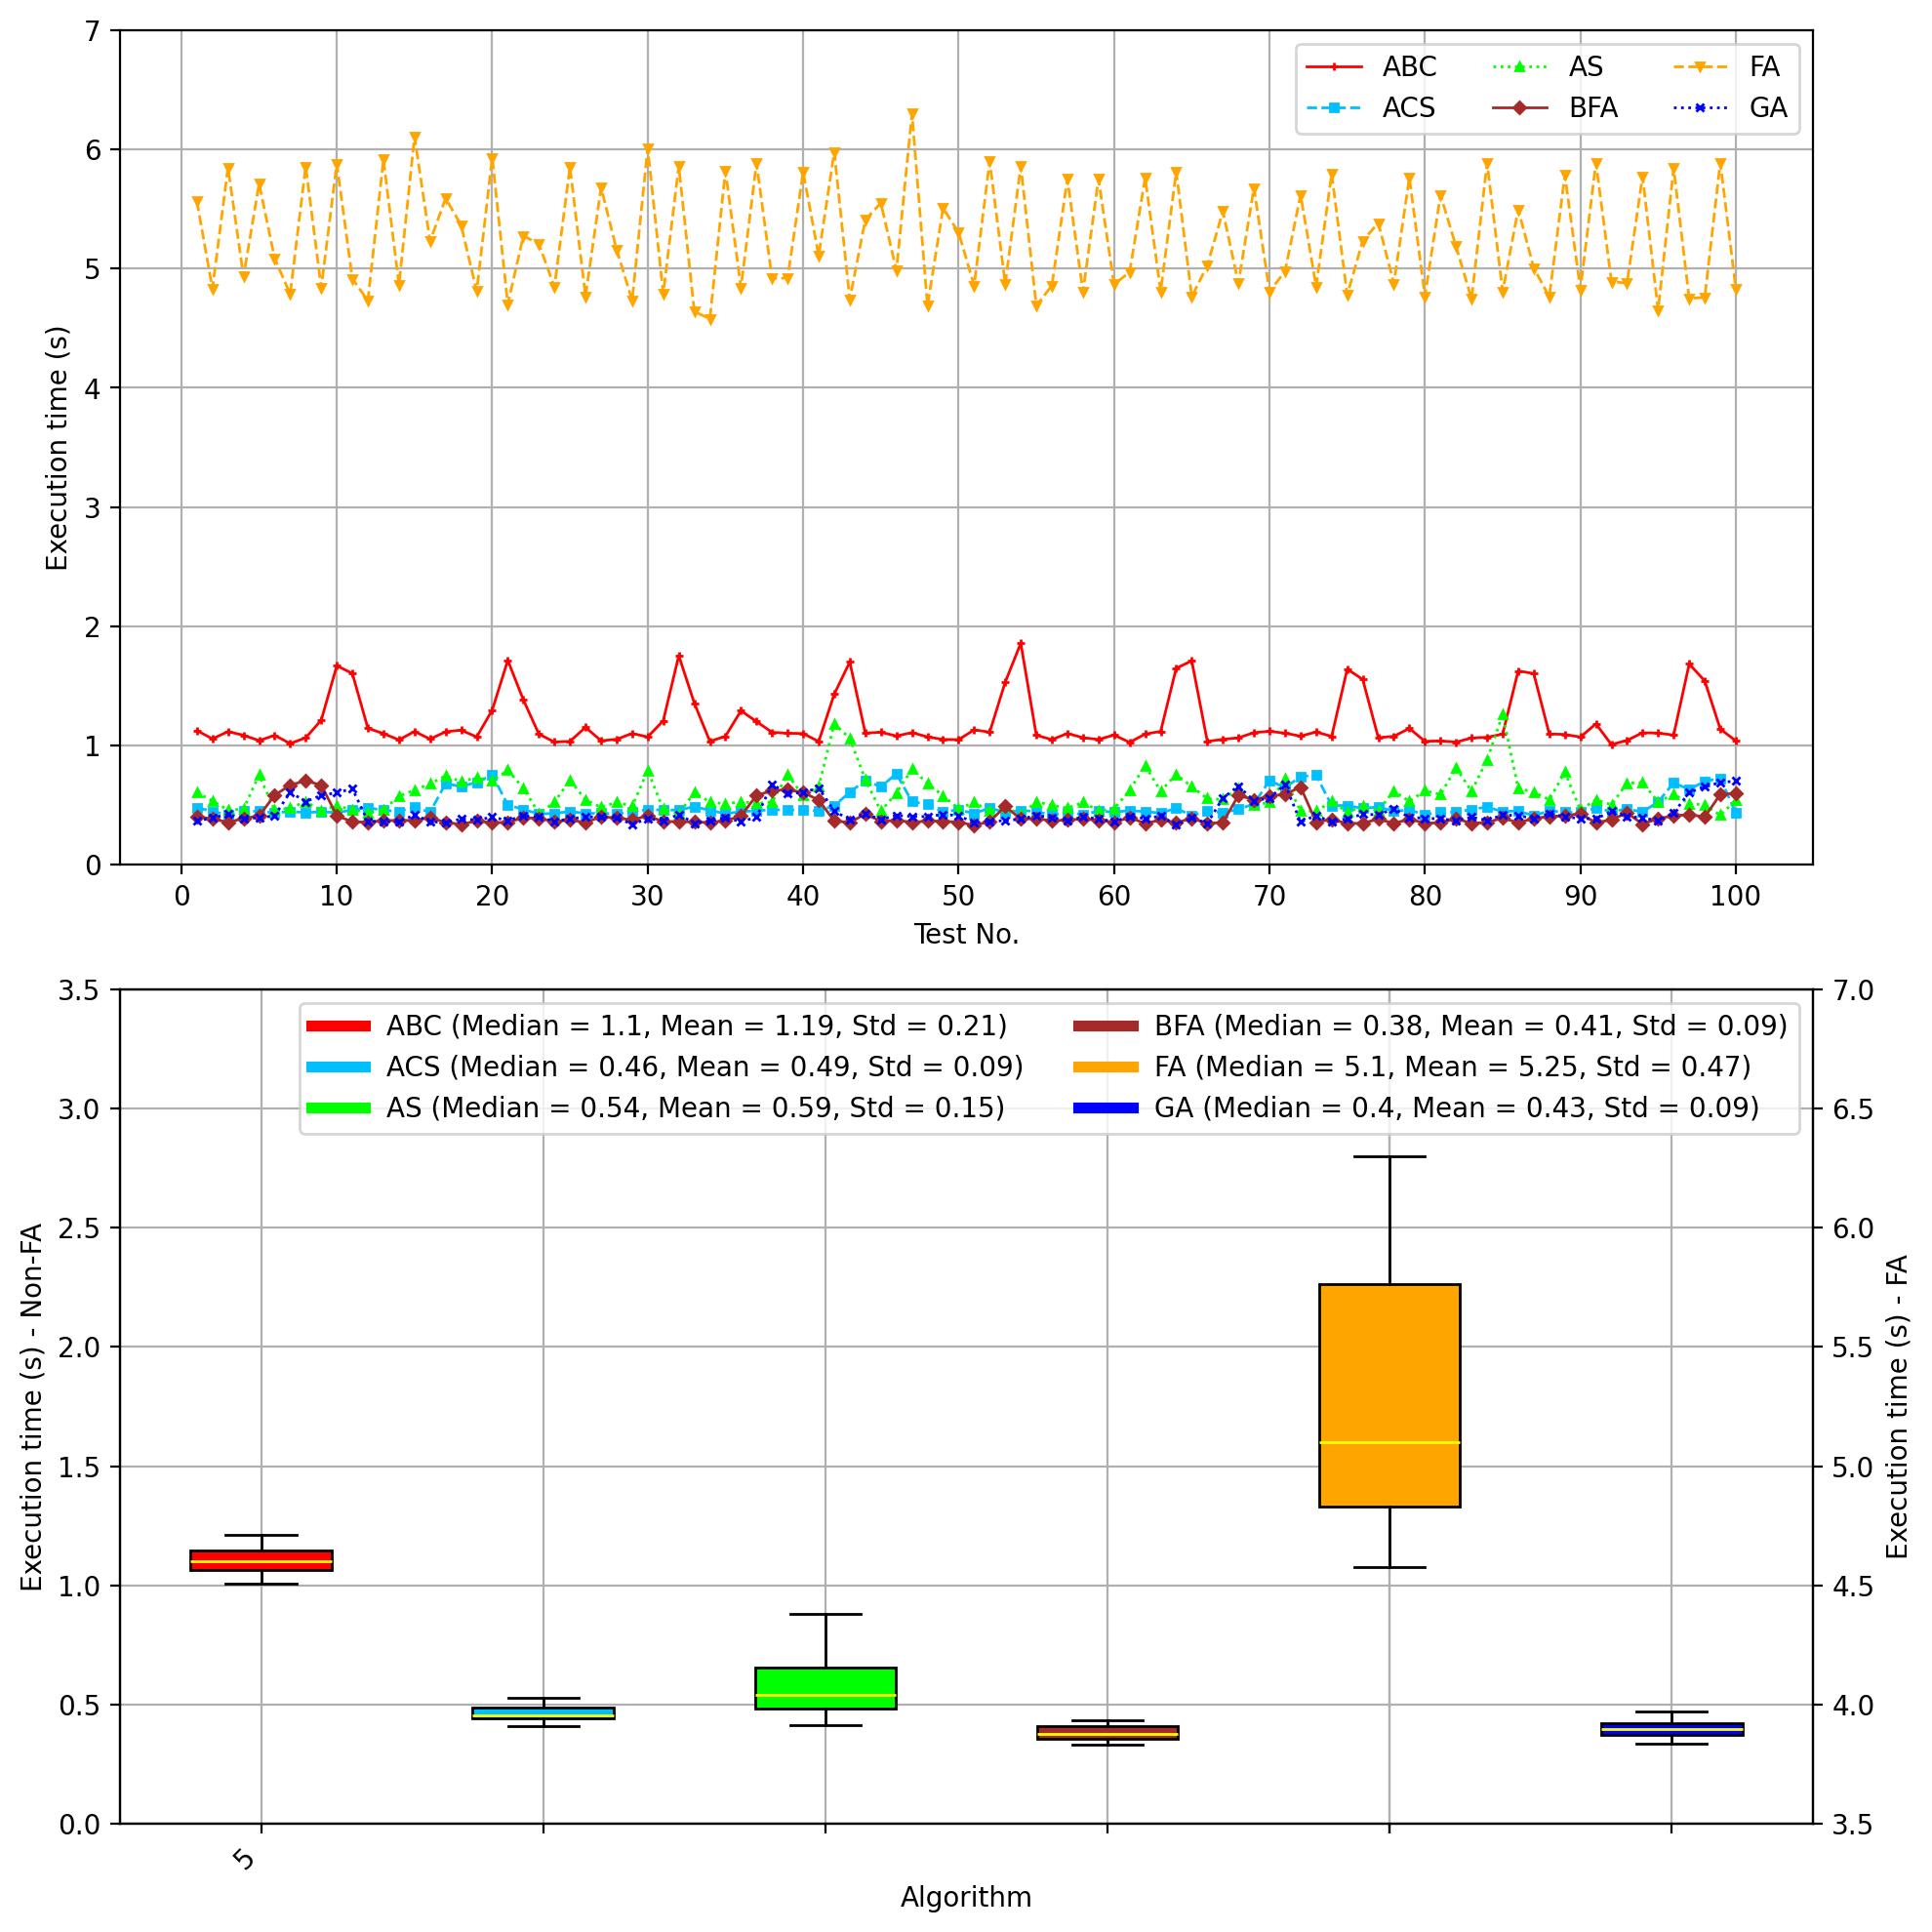 7
6
5
4
3
2
1
0
Execution time (s)
ABC AS FA
ACS BFA GA
0 10 20 30 40 50 60 70 80 90 100
Test No.
3.5
3.0
2.5
2.0
1.5
1.0
0.5
0.0
Execution time (s) - Non-FA
ABC (Median = 1.1, Mean = 1.19, Std = 0.21)
ACS (Median = 0.46, Mean = 0.49, Std = 0.09)
AS (Median = 0.54, Mean = 0.59, Std = 0.15)
BFA (Median = 0.38, Mean = 0.41, Std = 0.09)
FA (Median = 5.1, Mean = 5.25, Std = 0.47)
GA (Median = 0.4, Mean = 0.43, Std = 0.09)
7.0
6.5
6.0
5.5
5.0
4.5
4.0
3.5
Execution time (s) - FA
5
Algorithm